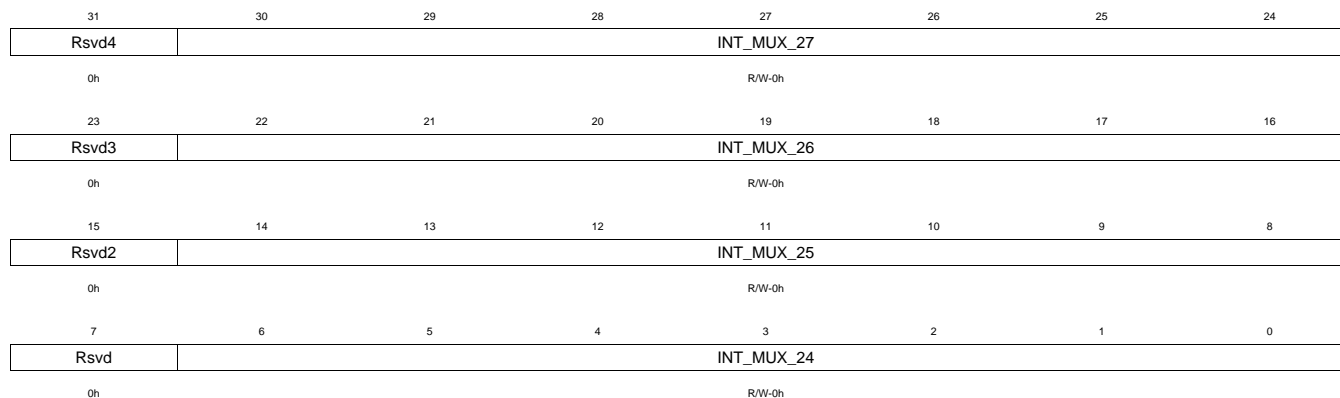 31 30 29 28 27 26 25 24
Rsvd4 INT_MUX_27
0h R/W-0h
23 22 21 20 19 18 17 16
Rsvd3 INT_MUX_26
0h R/W-0h
15 14 13 12 11 10 9 8
Rsvd2 INT_MUX_25
0h R/W-0h
7 6 5 4 3 2 1 0
Rsvd INT_MUX_24
0h R/W-0h